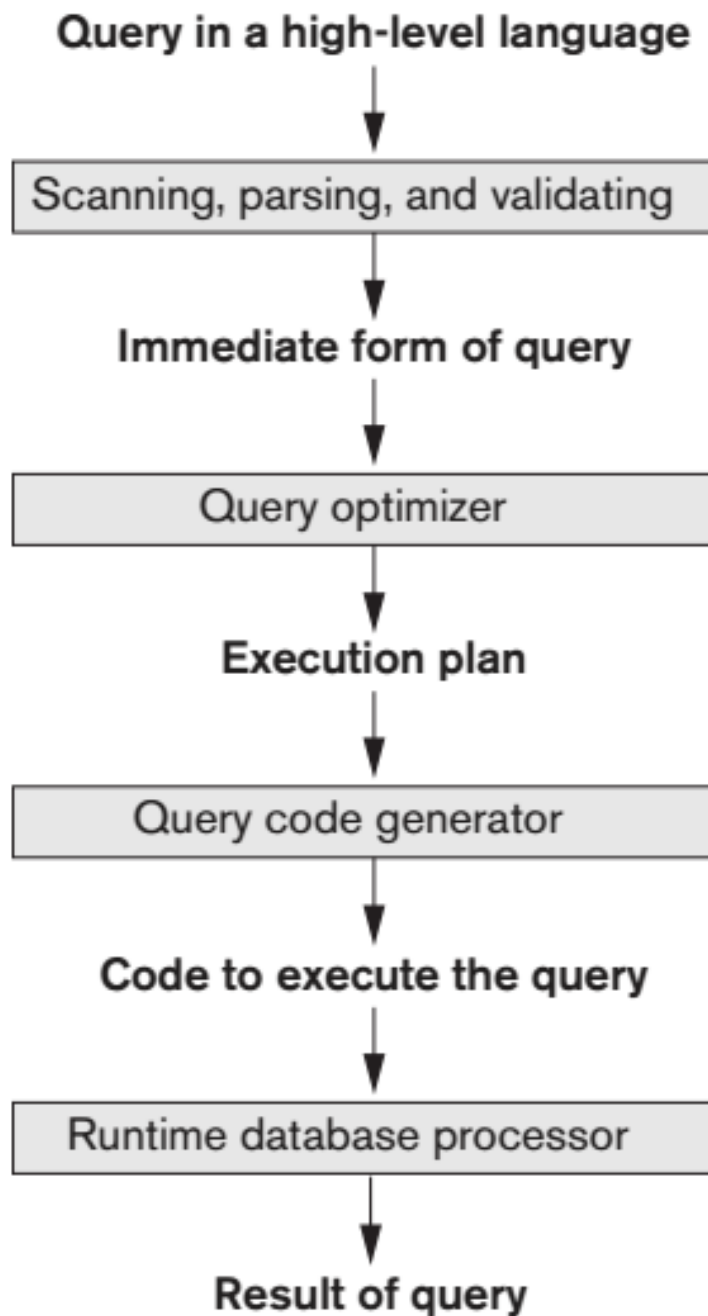 Query in a high-level language
Scanning, parsing, and validating
Immediate form of query
Query optimizer
Execution plan
Query code generator
Code to execute the query
Runtime database processor
Result of query